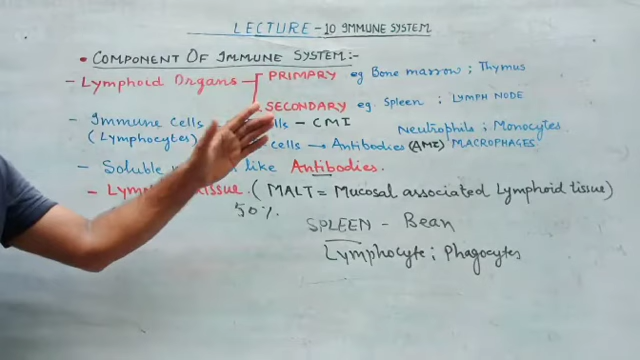 LECTURE - 10 IMMUNE SYSTEM
• COMPONENT OF IMMUNE SYSTEM:-
- Lymphoid Organs PRIMARY eg Bone marrow ; Thymus
SECONDARY eg. Spleen ; LYMPH NODE
- Immune cells - CMI
Neutrophils ; Monocytes
(Lymphocytes) cells → Antibodies (AMI) MACROPHAGES
- Soluble like Antibodies.
- tissue. (MALT = Mucosal associated Lymphoid tissue)
50%.
SPLEEN - Bean
Lymphocyte ; Phagocytes